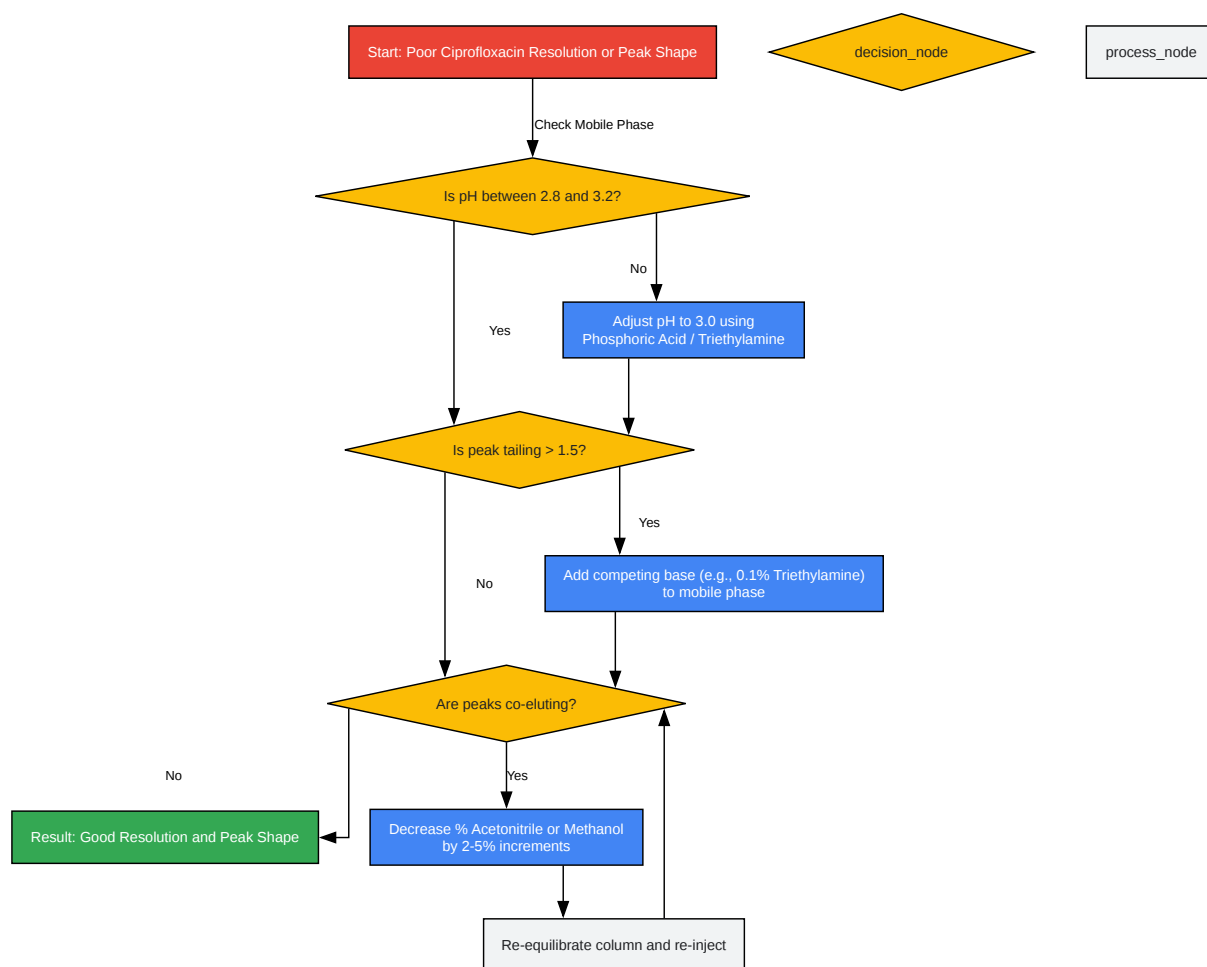 Start: Poor Ciprofloxacin Resolution or Peak Shape
decision_node
process_node
Check Mobile Phase
Is pH between 2.8 and 3.2?
No
Yes
Adjust pH to 3.0 using
Phosphoric Acid / Triethylamine
Is peak tailing > 1.5?
Yes
No
Add competing base (e.g., 0.1% Triethylamine)
to mobile phase
Are peaks co-eluting?
No
Yes
Result: Good Resolution and Peak Shape
Decrease % Acetonitrile or Methanol
by 2-5% increments
Re-equilibrate column and re-inject